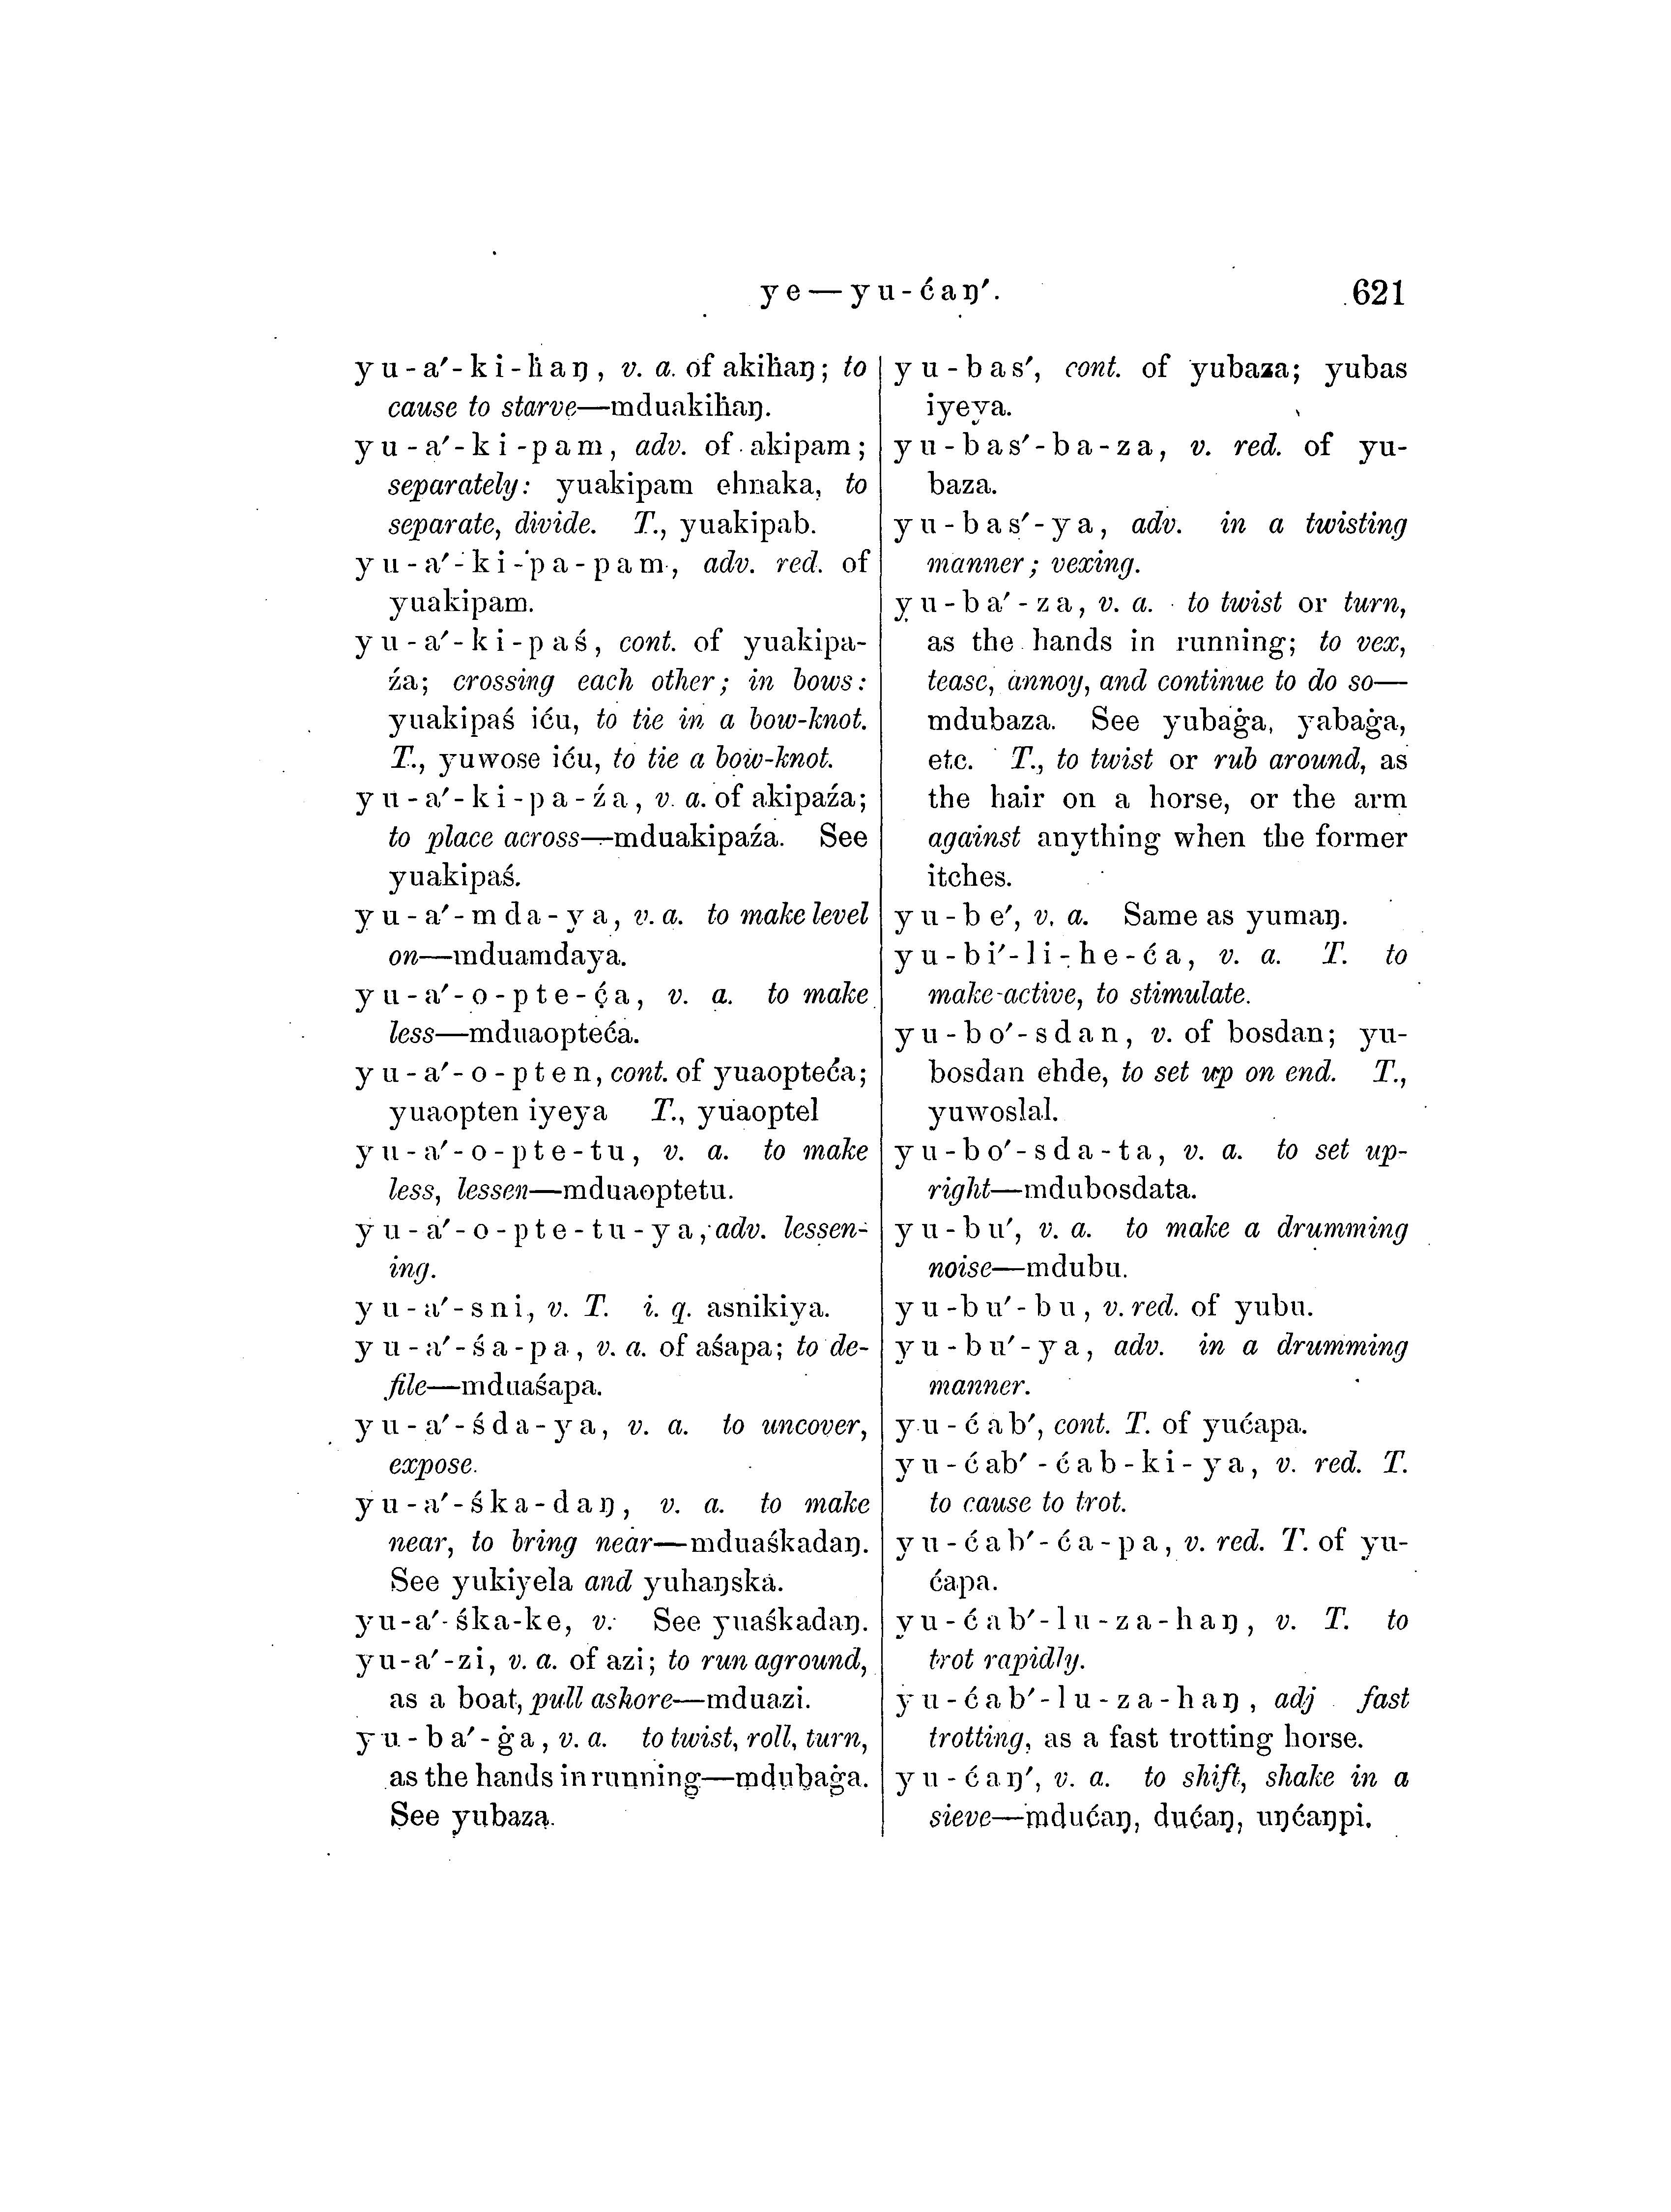 ye—yu-ćaŋ′.
621
yu-a′-ki-ḣaŋ, v. a. of akiḣaŋ; to
cause to starve—mduakiḣaŋ.
yu-a′-ki-pam, adv. of akipam;
separately: yuakipam ehnaka, to
separate, divide. T., yuakipab.
yu-a′-ki-pa-pam, adv. red. of
yuakipam.
yu-a′-ki-paś, cont. of yuakipa-
źa; crossing each other; in bows:
yuakipaś iću, to tie in a bow-knot.
T., yuwose iću, to tie a bow-knot.
yu-a′-ki-pa-źa, v. a. of akipaźa;
to place across—mduakipaźa. See
yuakipaś.
yu-a′-mda-ya, v. a. to make level
on—mduamdaya.
yu-a′-o-pte-ća, v. a. to make
less—mduaopteća.
yu-a′-o-pten, cont. of yuaopteća;
yuaopten iyeya T., yuaoptel
yu-a′-o-pte-tu, v. a. to make
less, lessen—mduaoptetu.
yu-a′-o-pte-tu-ya, adv. lessen-
ing.
yu-a′-sni, v. T. i. q. asnikiya.
yu-a′-śa-pa, v. a. of aśapa; to de-
file—mduaśapa.
yu-a′-śda-ya, v. a. to uncover,
expose.
yu-a′-śka-daŋ, v. a. to make
near, to bring near—mduaśkadaŋ.
See yukiyela and yuhaŋska.
yu-a′-śka-ke, v. See yuaśkadaŋ.
yu-a′-zi, v. a. of azi; to run aground,
as a boat, pull ashore—mduazi.
yu-ba′-ġa, v. a. to twist, roll, turn,
as the hands in running—mdubaġa.
See yubaza.
yu-bas′, cont. of yubaza; yubas
iyeya.
yu-bas′-ba-za, v. red. of yu-
baza.
yu-bas′-ya, adv. in a twisting
manner; vexing.
yu-ba′-za, v. a. to twist or turn,
as the hands in running; to vex,
tease, annoy, and continue to do so—
mdubaza. See yubaġa, yabaġa,
etc. T., to twist or rub around, as
the hair on a horse, or the arm
against anything when the former
itches.
yu-be′, v. a. Same as yumaŋ.
yu-bi′-li-he-ća, v. a. T. to
make-active, to stimulate.
yu-bo′-sdan, v. of bosdan; yu-
bosdan ehde, to set up on end. T.,
yuwoslal.
yu-bo′-sda-ta, v. a. to set up-
right—mdubosdata.
yu-bu′, v. a. to make a drumming
noise—mdubu.
yu-bu′-bu, v. red. of yubu.
yu-bu′-ya, adv. in a drumming
manner.
yu-ćab′, cont. T. of yućapa.
yu-ćab′-ćab-ki-ya, v. red. T.
to cause to trot.
yu-ćab′-ća-pa, v. red. T. of yu-
ćapa.
yu-ćab′-lu-za-haŋ, v. T. to
trot rapidly.
yu-ćab′-lu-za-haŋ, adj fast
trotting, as a fast trotting horse.
yu-ćaŋ′, v. a. to shift, shake in a
sieve—mdućaŋ, dućaŋ, uŋćaŋpi.